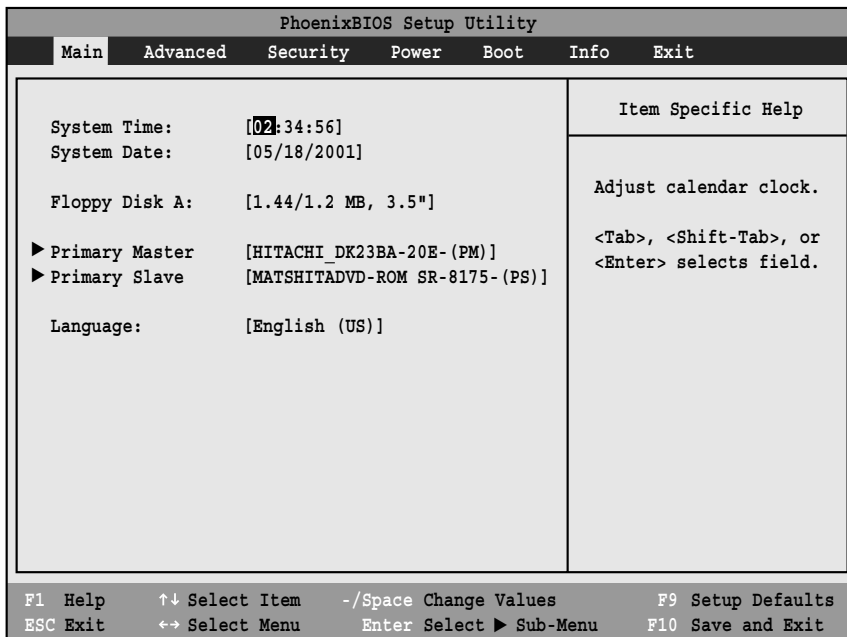 PhoenixBIOS Setup Utility
Main Advanced Security Power Boot Info Exit
System Time: [02:34:56]
System Date: [05/18/2001]
Floppy Disk A: [1.44/1.2 MB, 3.5"]
▶ Primary Master [HITACHI_DK23BA-20E-(PM)]
▶ Primary Slave [MATSHITADVD-ROM SR-8175-(PS)]
Language: [English (US)]
Item Specific Help
Adjust calendar clock.
<Tab>, <Shift-Tab>, or
<Enter> selects field.
F1 Help ↑↓ Select Item -/Space Change Values F9 Setup Defaults
ESC Exit ←→ Select Menu Enter Select ▶ Sub-Menu F10 Save and Exit